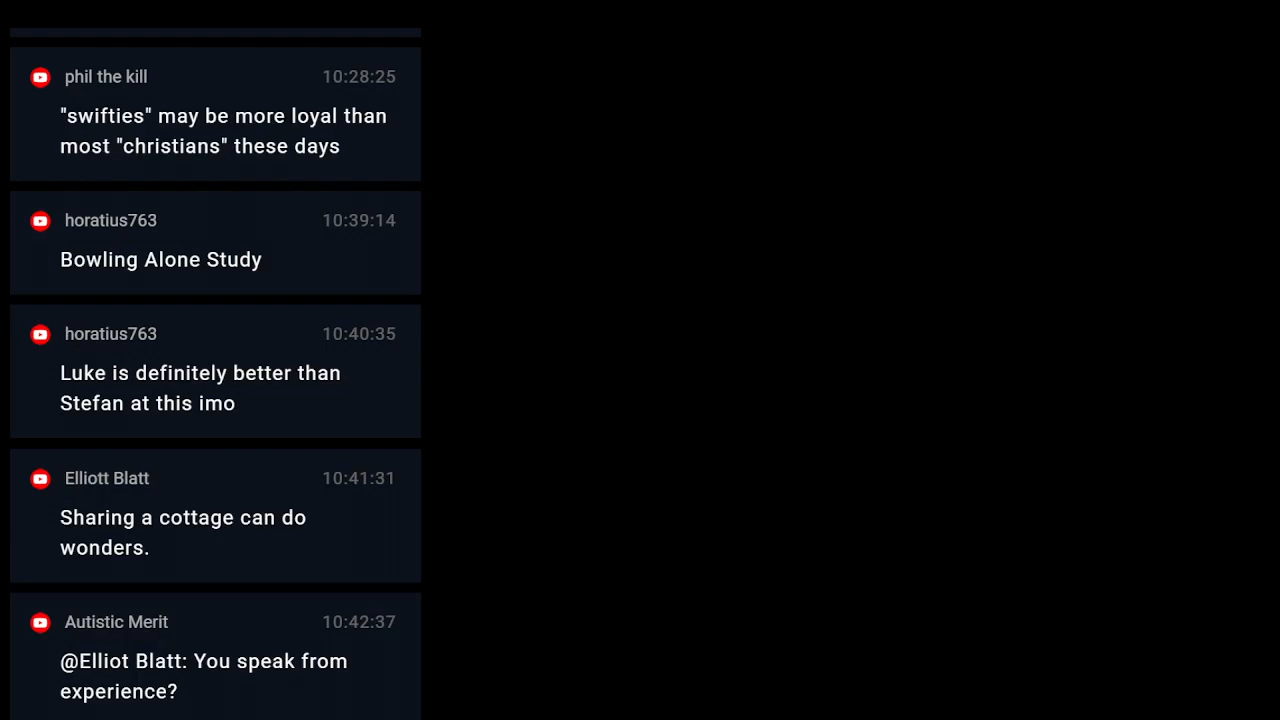 phil the kill 10:28:25
"swifties" may be more loyal than
most "christians" these days
horatius763 10:39:14
Bowling Alone Study
horatius763 10:40:35
Luke is definitely better than
Stefan at this imo
Elliott Blatt 10:41:31
Sharing a cottage can do
wonders.
Autistic Merit 10:42:37
@Elliot Blatt: You speak from
experience?